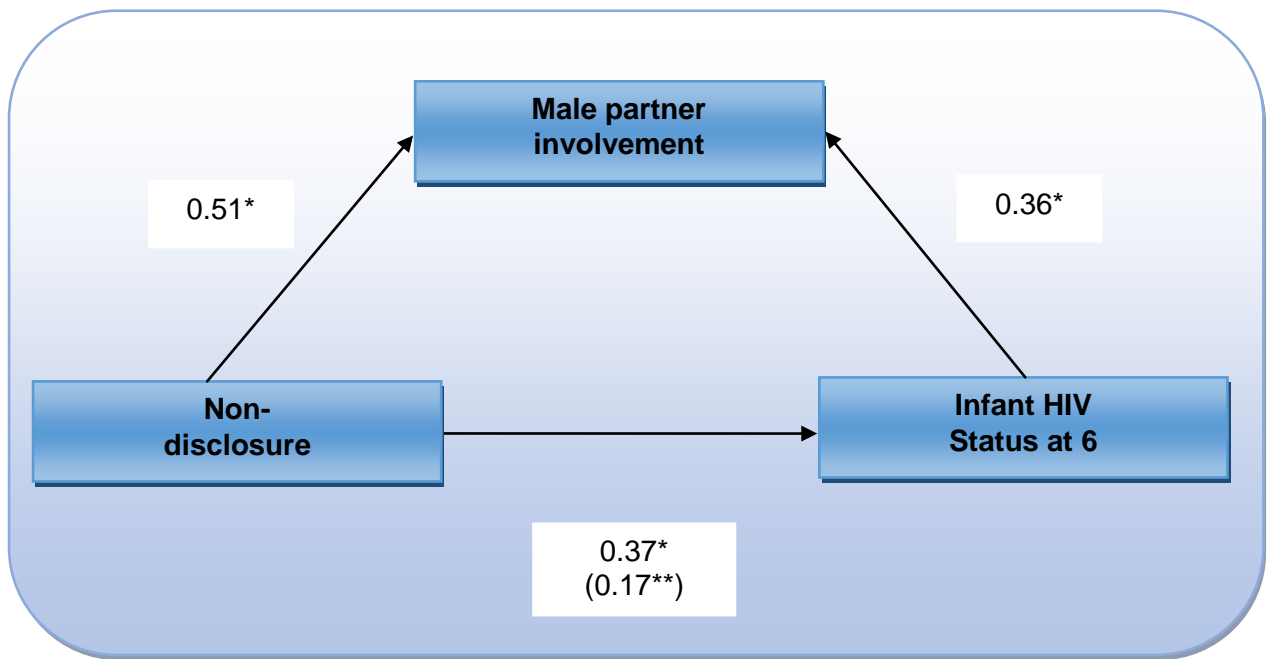 Male partner
involvement
0.51*
0.36*
Non-
disclosure
Infant HIV
Status at 6
0.37*
(0.17**)